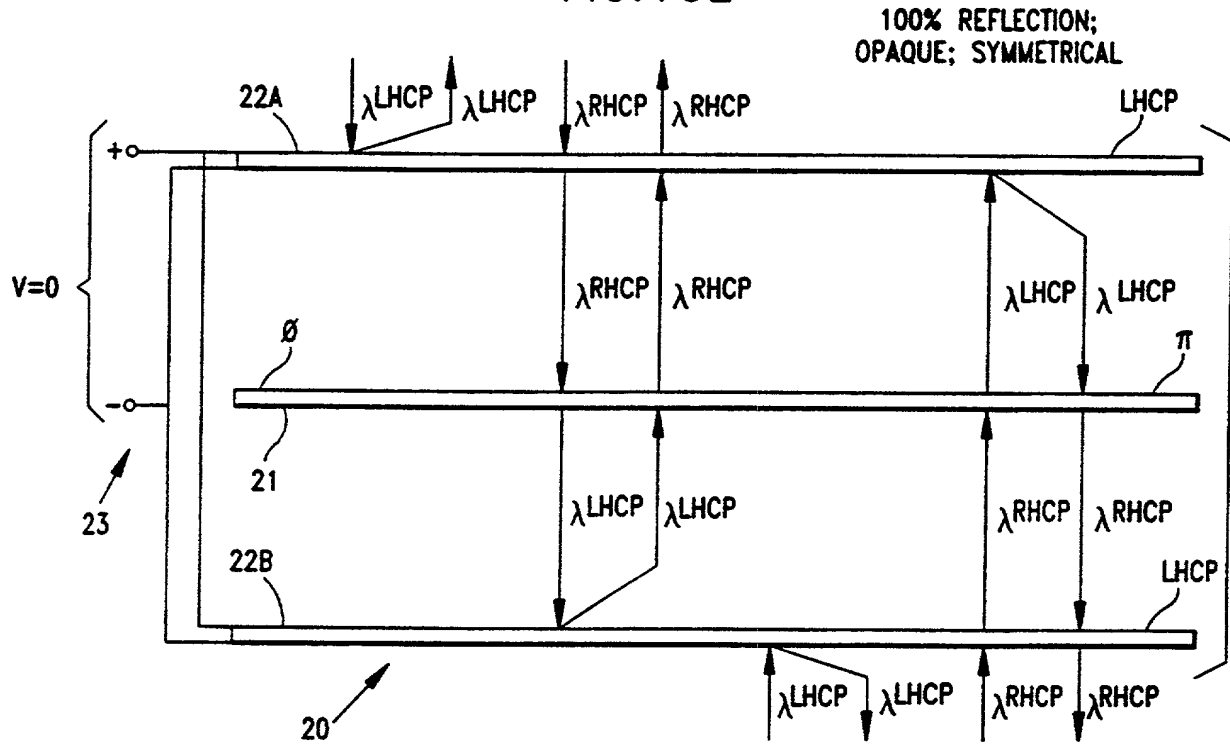 100% REFLECTION;
OPAQUE; SYMMETRICAL
22A
λLHCP
λLHCP
λRHCP
λRHCP
LHCP
+
V=0
λRHCP
λRHCP
λLHCP
λLHCP
Ø
π
-
21
23
λLHCP
λLHCP
λRHCP
λRHCP
22B
LHCP
20
λLHCP
λLHCP
λRHCP
λRHCP